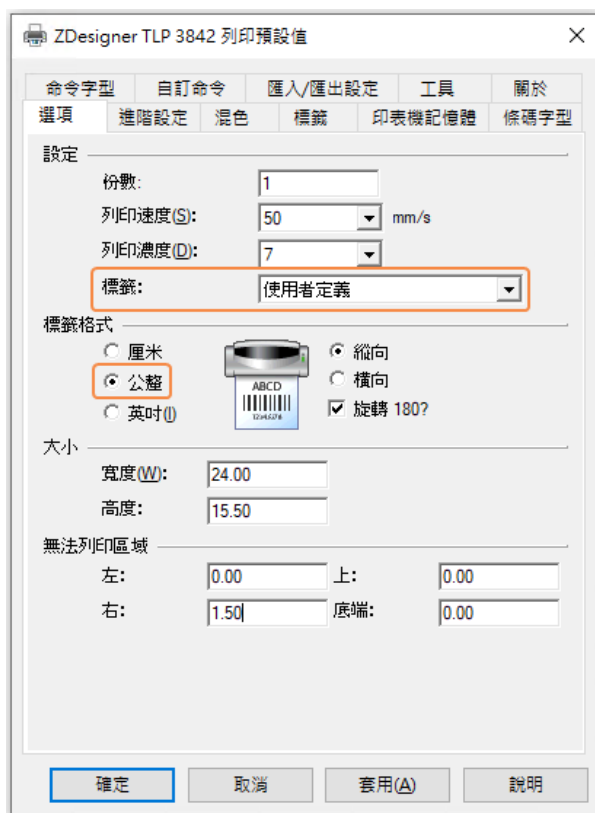 ZDesigner TLP 3842 列印預設值
命令字型 自訂命令 匯入/匯出設定 工具 關於
選項 進階設定 混色 標籤 印表機記憶體 條碼字型
設定
份數: 1
列印速度(S): 50 mm/s
列印濃度(D): 7
標籤: 使用者定義
標籤格式
厘米
公釐
英吋(I)
ABCD
12345678
縱向
橫向
旋轉 180?
大小
寬度(W): 24.00
高度: 15.50
無法列印區域
左: 0.00 上: 0.00
右: 1.50 底端: 0.00
確定 取消 套用(A) 說明